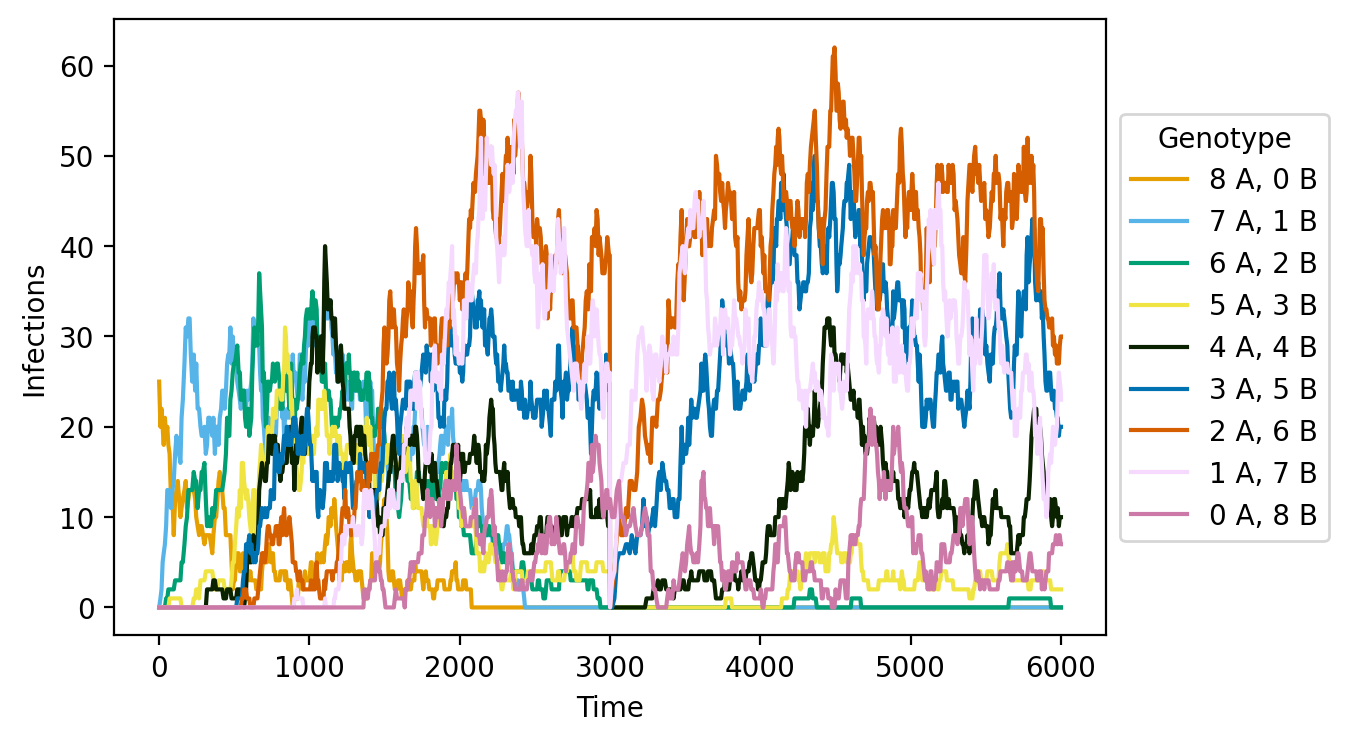 60
50
40
30
20
10
0
Infections
0 1000 2000 3000 4000 5000 6000
Time
Genotype
8 A, 0 B
7 A, 1 B
6 A, 2 B
5 A, 3 B
4 A, 4 B
3 A, 5 B
2 A, 6 B
1 A, 7 B
0 A, 8 B